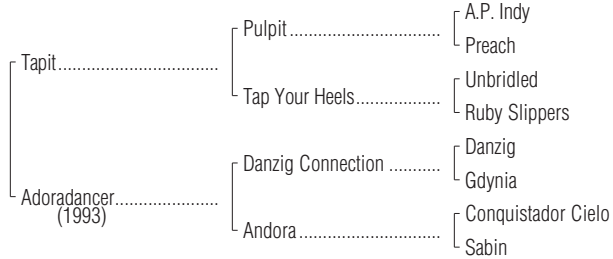 A.P. Indy
Pulpit
Preach
Tapit
Unbridled
Tap Your Heels
Ruby Slippers
Danzig
Danzig Connection
Gdynia
Adoradancer
(1993)
Conquistador Cielo
Andora
Sabin